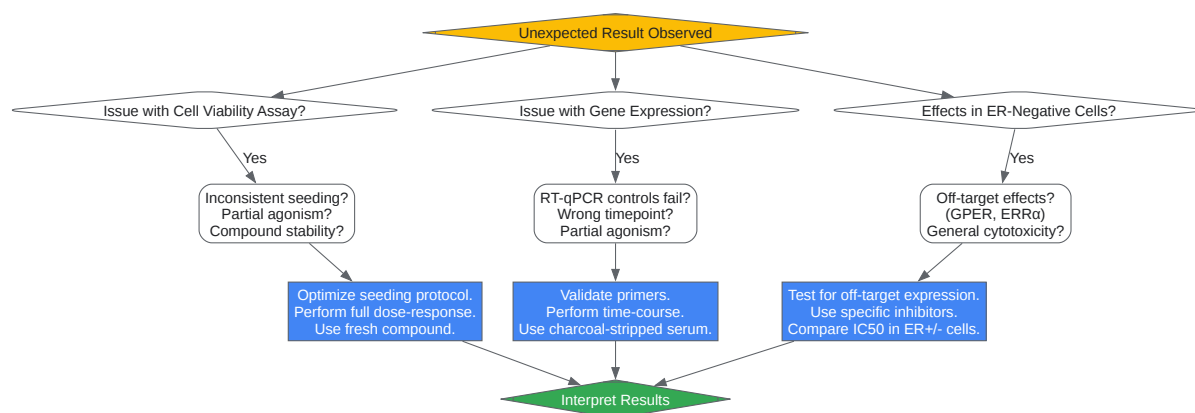 Unexpected Result Observed
Issue with Cell Viability Assay?
Issue with Gene Expression?
Effects in ER-Negative Cells?
Yes
Yes
Yes
Inconsistent seeding?
Partial agonism?
Compound stability?
RT-qPCR controls fail?
Wrong timepoint?
Partial agonism?
Off-target effects?
(GPER, ERRα)
General cytotoxicity?
Optimize seeding protocol.
Perform full dose-response.
Use fresh compound.
Validate primers.
Perform time-course.
Use charcoal-stripped serum.
Test for off-target expression.
Use specific inhibitors.
Compare IC50 in ER+/- cells.
Interpret Results